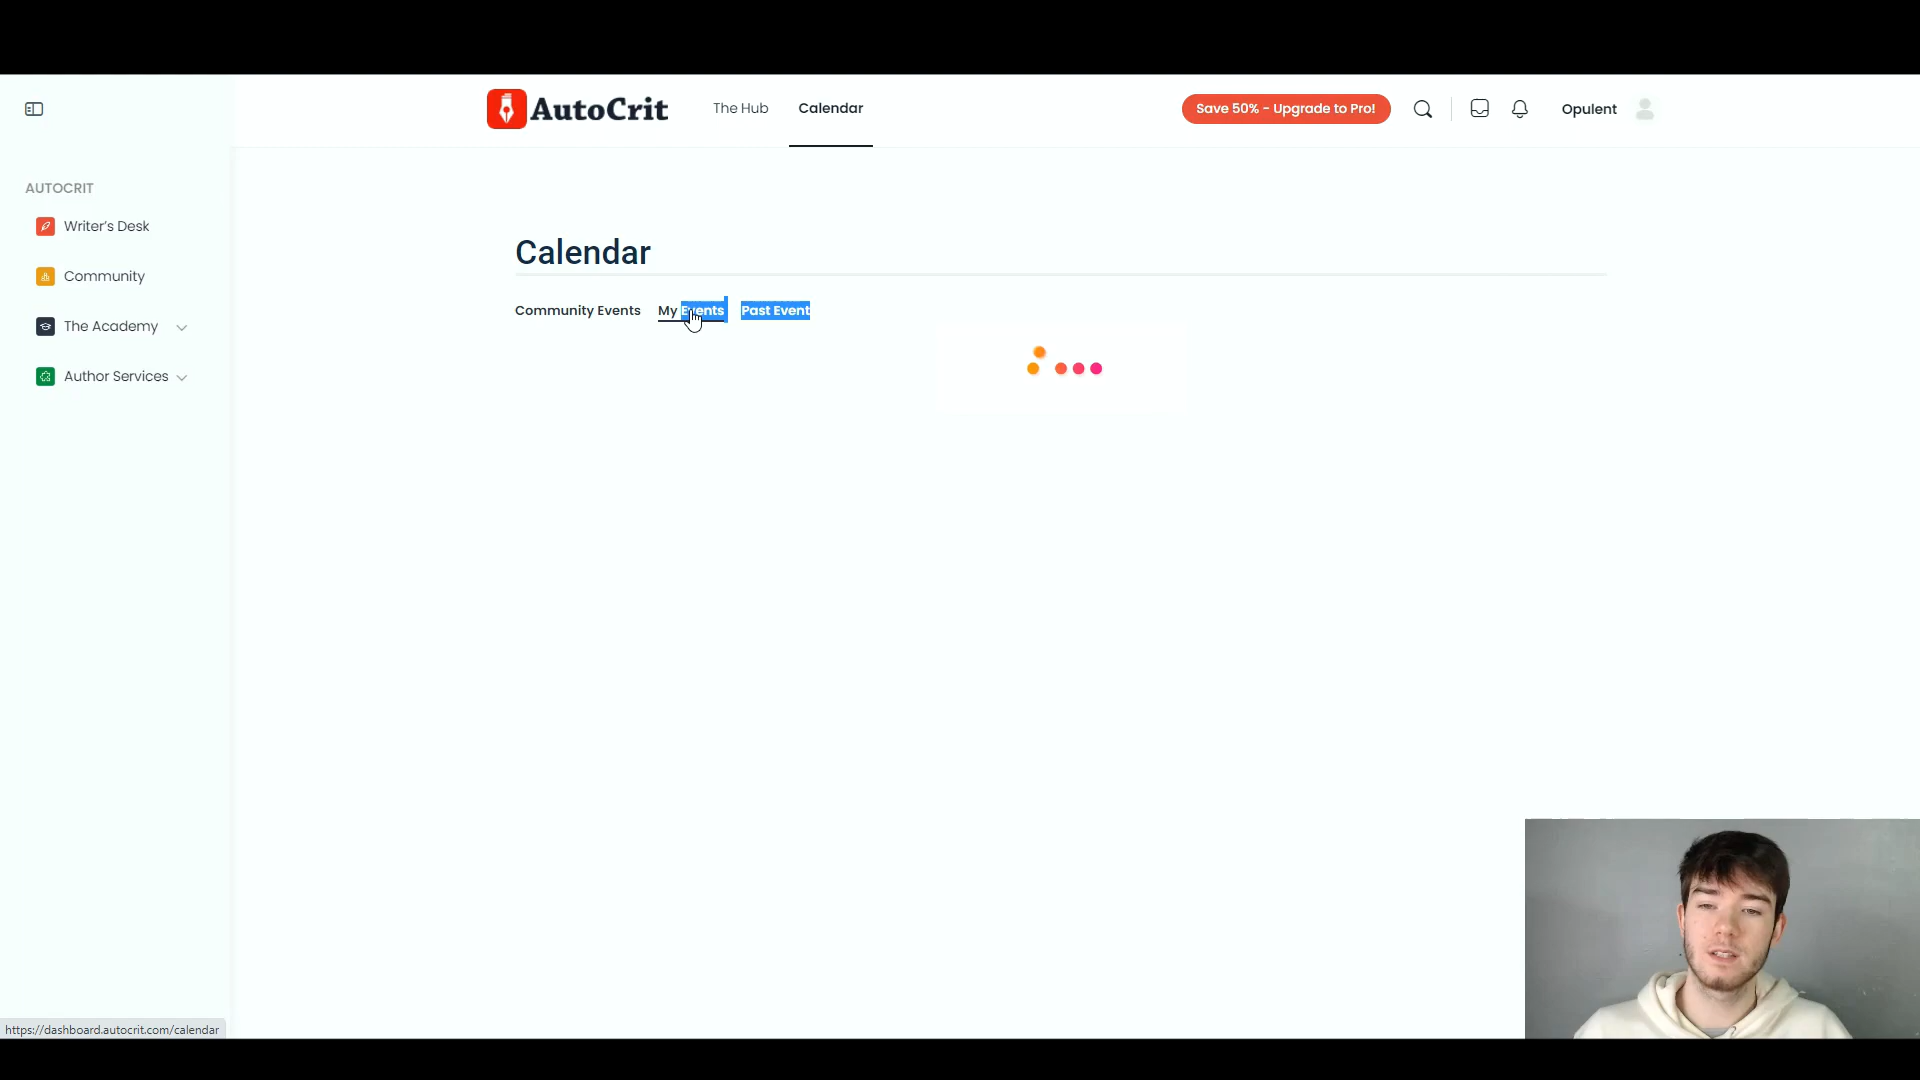 AutoCrit
The Hub
Calendar
Save 50% - Upgrade to Pro!
Opulent
AUTOCRIT
Writer's Desk
Community
The Academy
Author Services
Calendar
Community Events
My Events
Past Event
https://dashboard.autocrit.com/calendar